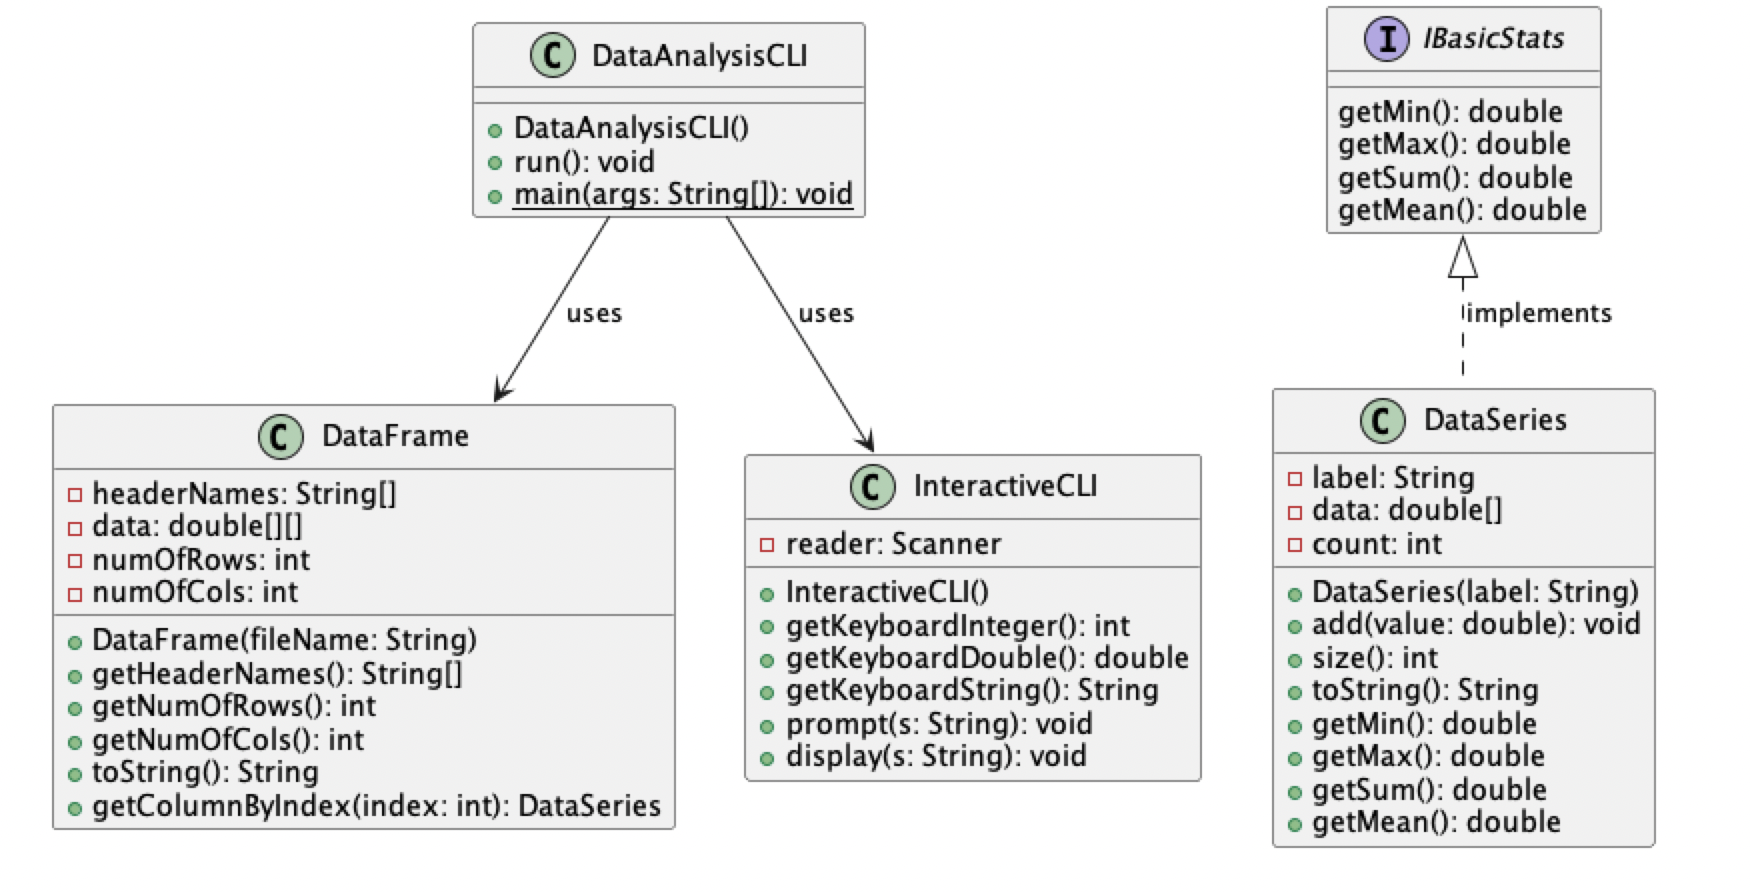 C DataAnalysisCLI
DataAnalysisCLI()
run(): void
main(args: String[]): void
I IBasicStats
getMin(): double
getMax(): double
getSum(): double
getMean(): double
uses
uses
implements
C DataFrame
headerNames: String[]
data: double[][]
numOfRows: int
numOfCols: int
DataFrame(fileName: String)
getHeaderNames(): String[]
getNumOfRows(): int
getNumOfCols(): int
toString(): String
getColumnByIndex(index: int): DataSeries
C InteractiveCLI
reader: Scanner
InteractiveCLI()
getKeyboardInteger(): int
getKeyboardDouble(): double
getKeyboardString(): String
prompt(s: String): void
display(s: String): void
C DataSeries
label: String
data: double[]
count: int
DataSeries(label: String)
add(value: double): void
size(): int
toString(): String
getMin(): double
getMax(): double
getSum(): double
getMean(): double